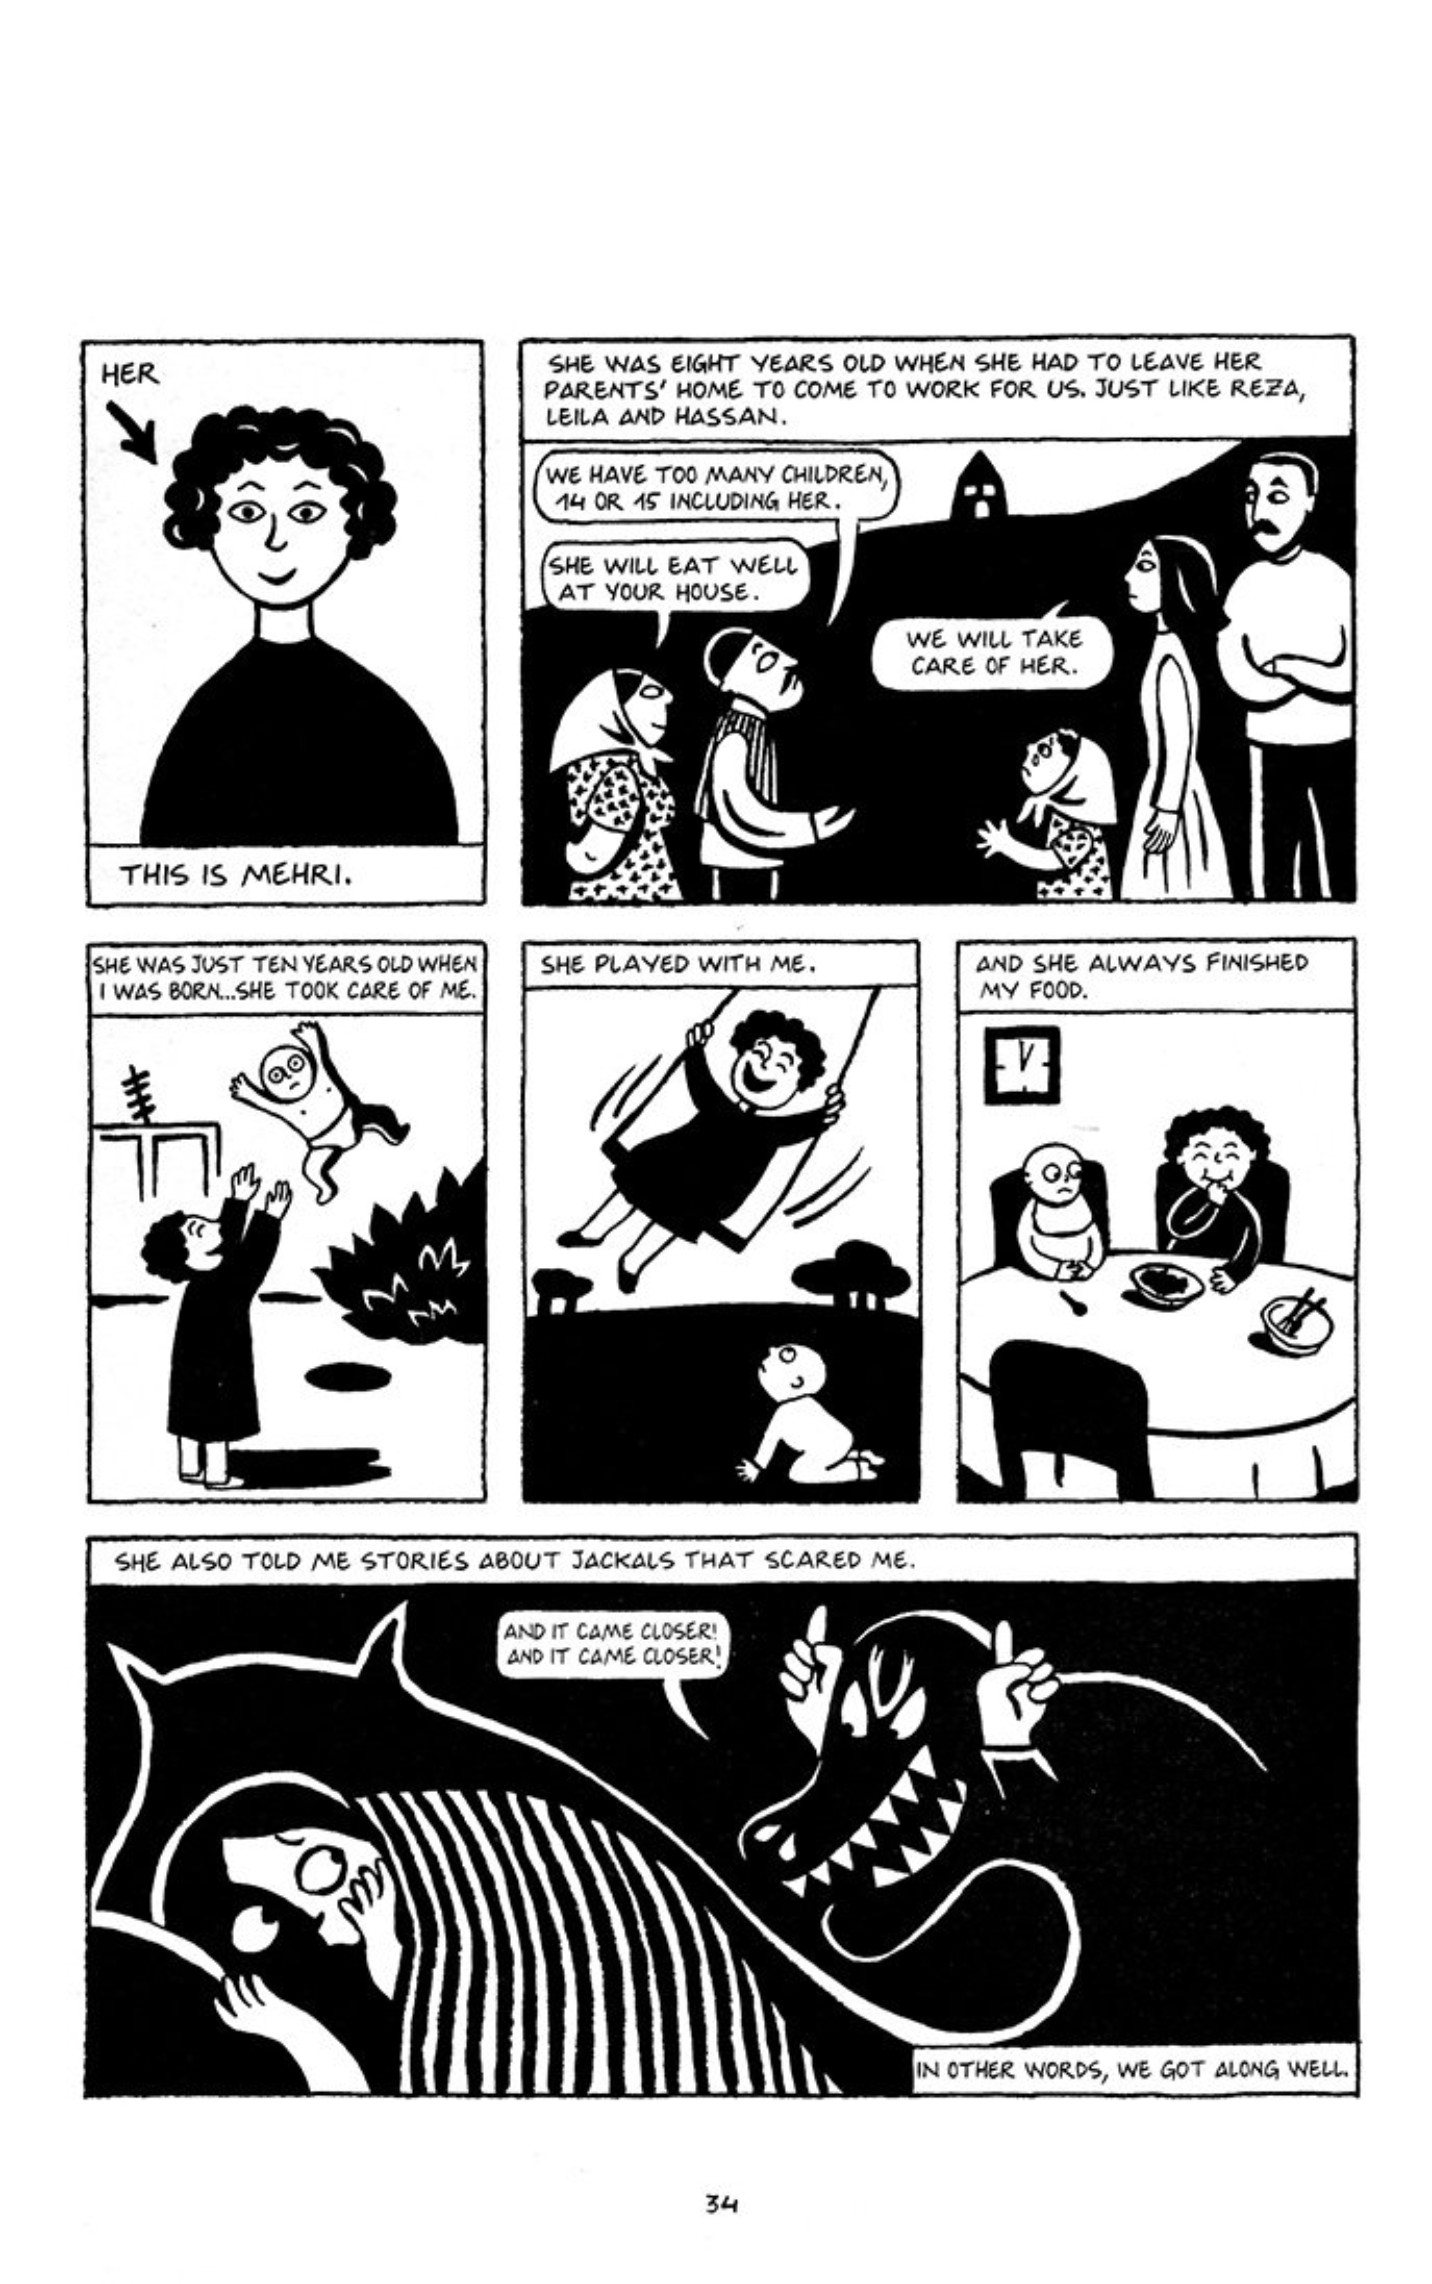 HER
THIS IS MEHRI.
SHE WAS EIGHT YEARS OLD WHEN SHE HAD TO LEAVE HER
PARENTS' HOME TO COME TO WORK FOR US. JUST LIKE REZA,
LEILA AND HASSAN.
WE HAVE TOO MANY CHILDREN,
14 OR 15 INCLUDING HER.
SHE WILL EAT WELL
AT YOUR HOUSE.
WE WILL TAKE
CARE OF HER.
SHE WAS JUST TEN YEARS OLD WHEN
I WAS BORN...SHE TOOK CARE OF ME.
SHE PLAYED WITH ME.
AND SHE ALWAYS FINISHED
MY FOOD.
SHE ALSO TOLD ME STORIES ABOUT JACKALS THAT SCARED ME.
AND IT CAME CLOSER!
AND IT CAME CLOSER!
IN OTHER WORDS, WE GOT ALONG WELL.
34